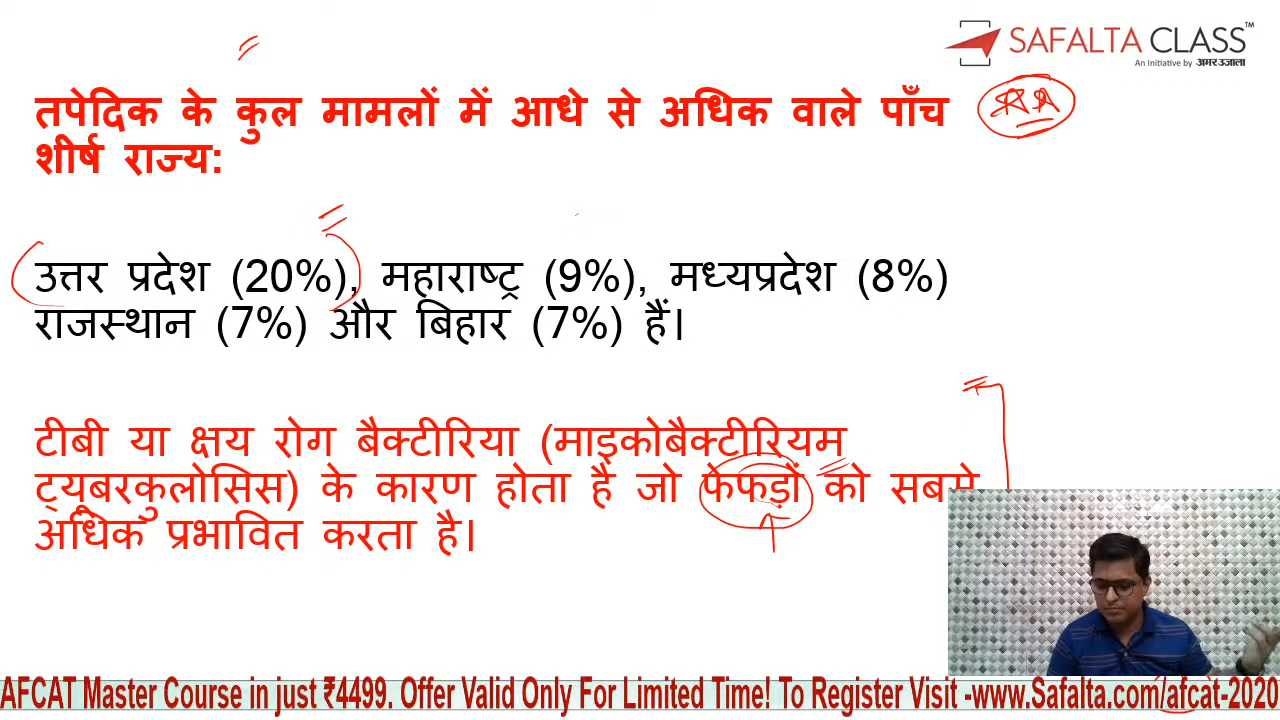 SAFALTA CLASS™
An Initiative by अमर उजाला
तपेदिक के कुल मामलों में आधे से अधिक वाले पाँच
शीर्ष राज्य:
उत्तर प्रदेश (20%), महाराष्ट्र (9%), मध्यप्रदेश (8%)
राजस्थान (7%) और बिहार (7%) हैं।
टीबी या क्षय रोग बैक्टीरिया (माइकोबैक्टीरियम
ट्यूबरकुलोसिस) के कारण होता है जो फेफड़ों को सबसे
अधिक प्रभावित करता है।
AFCAT Master Course in just ₹4499. Offer Valid Only For Limited Time! To Register Visit -www.Safalta.com/afcat-2020